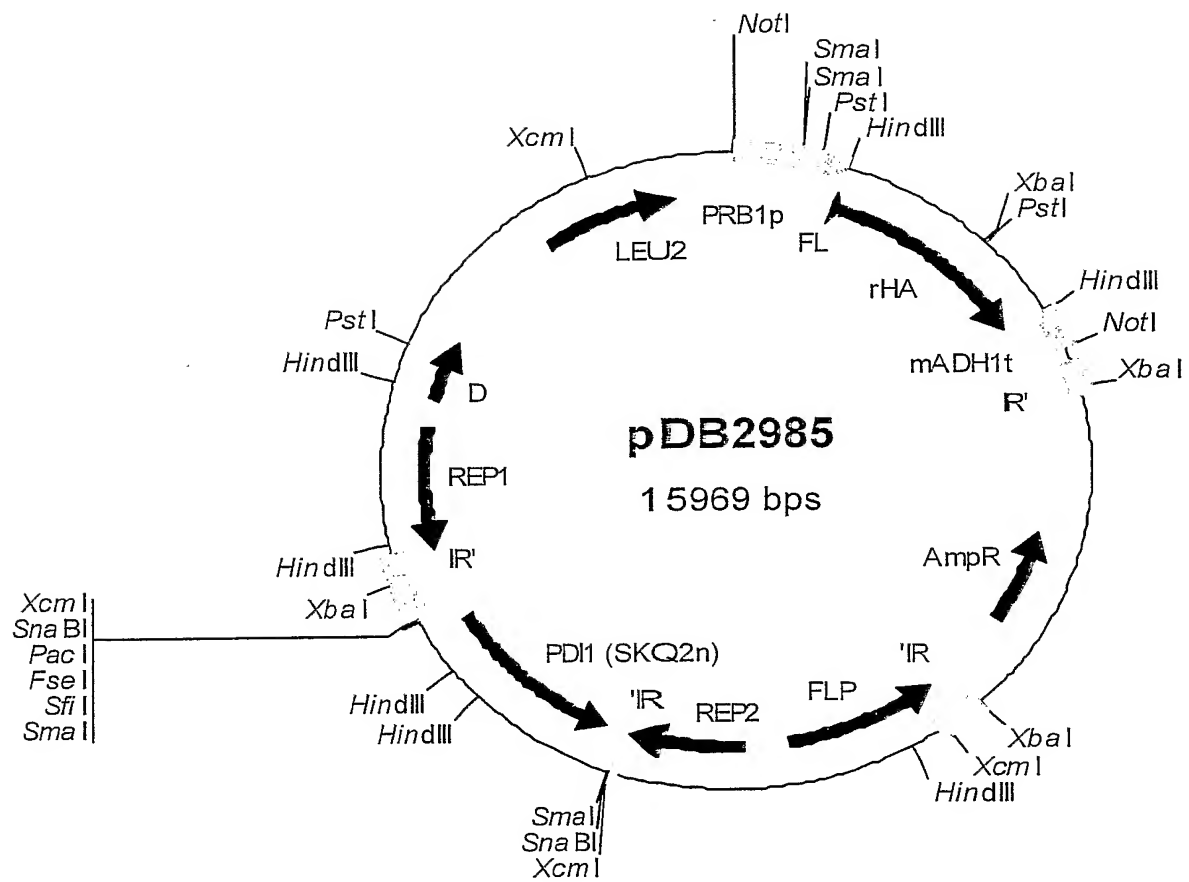 NotI
SmaI
SmaI
PstI
HindIII
XcmI
XbaI
PstI
LEU2
PRB1p
FL
rHA
HindIII
NotI
mADH1t
XbaI
IR'
PstI
HindIII
D
pDB2985
15969 bps
REP1
IR'
AmpR
HindIII
XbaI
XcmI
SnaBI
PacI
FseI
SfiI
SmaI
PDI1 (SKQ2n)
'IR
'IR
REP2
FLP
HindIII
HindIII
XbaI
XcmI
HindIII
SmaI
SnaBI
XcmI